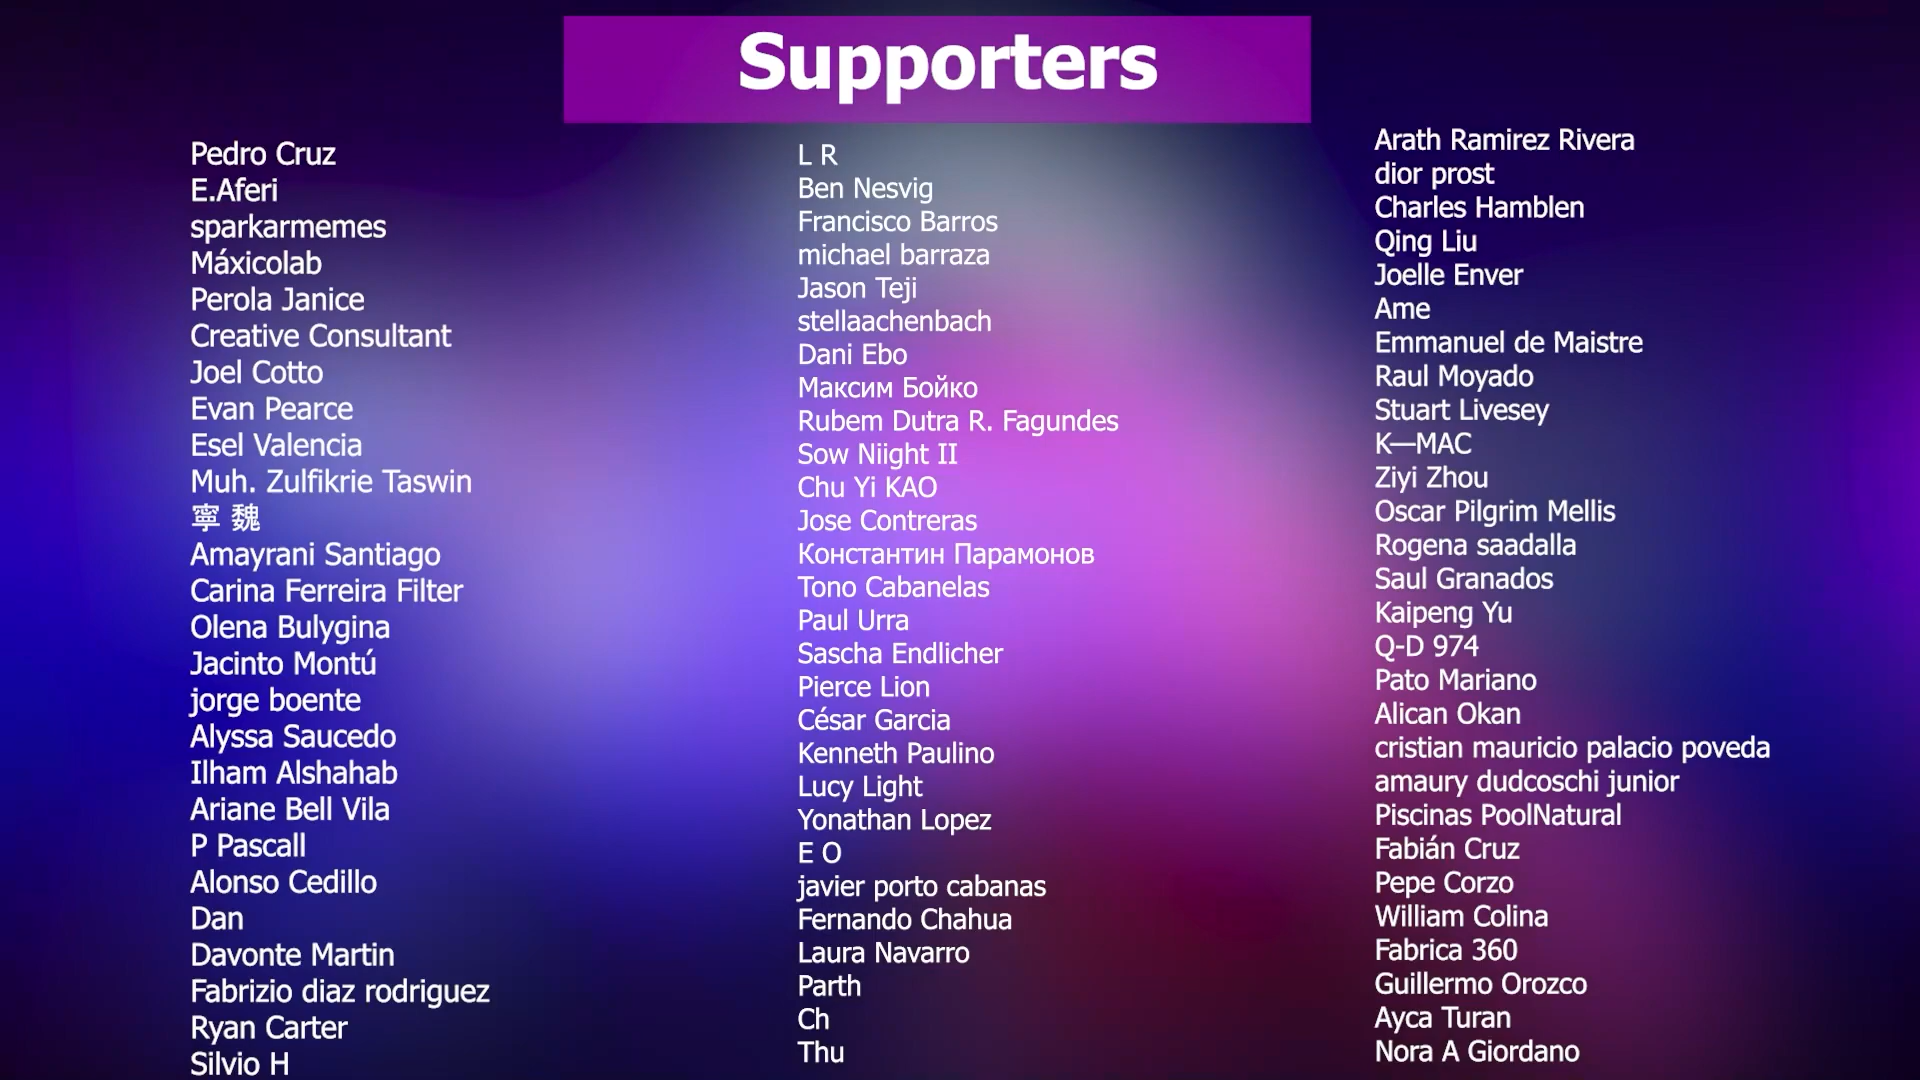 Supporters
Pedro Cruz
E.Aferi
sparkarmemes
Máxicolab
Perola Janice
Creative Consultant
Joel Cotto
Evan Pearce
Esel Valencia
Muh. Zulfikrie Taswin
寧 魏
Amayrani Santiago
Carina Ferreira Filter
Olena Bulygina
Jacinto Montú
jorge boente
Alyssa Saucedo
Ilham Alshahab
Ariane Bell Vila
P Pascall
Alonso Cedillo
Dan
Davonte Martin
Fabrizio diaz rodriguez
Ryan Carter
Silvio H
L R
Ben Nesvig
Francisco Barros
michael barraza
Jason Teji
stellaachenbach
Dani Ebo
Максим Бойко
Rubem Dutra R. Fagundes
Sow Niight II
Chu Yi KAO
Jose Contreras
Константин Парамонов
Tono Cabanelas
Paul Urra
Sascha Endlicher
Pierce Lion
César Garcia
Kenneth Paulino
Lucy Light
Yonathan Lopez
E O
javier porto cabanas
Fernando Chahua
Laura Navarro
Parth
Ch
Thu
Arath Ramirez Rivera
dior prost
Charles Hamblen
Qing Liu
Joelle Enver
Ame
Emmanuel de Maistre
Raul Moyado
Stuart Livesey
K—MAC
Ziyi Zhou
Oscar Pilgrim Mellis
Rogena saadalla
Saul Granados
Kaipeng Yu
Q-D 974
Pato Mariano
Alican Okan
cristian mauricio palacio poveda
amaury dudcoschi junior
Piscinas PoolNatural
Fabián Cruz
Pepe Corzo
William Colina
Fabrica 360
Guillermo Orozco
Ayca Turan
Nora A Giordano